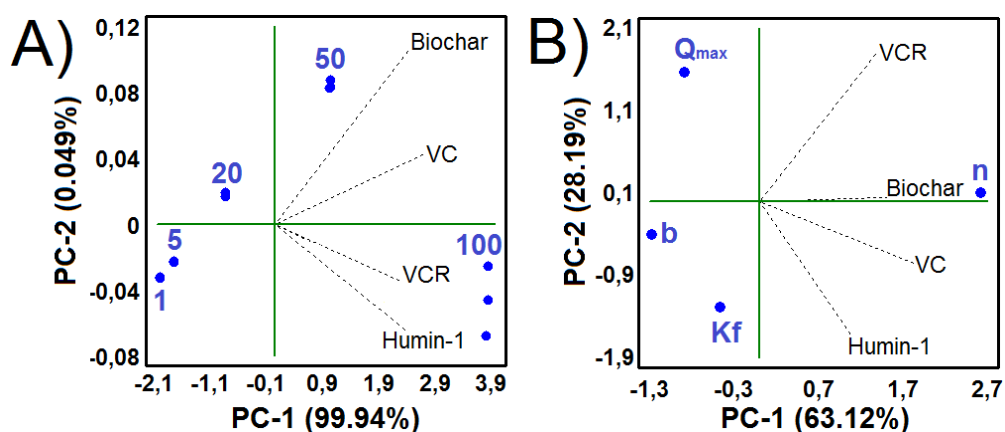 A)
PC-2 (0.049%)
0,12
0,08
0,04
0
-0,04
-0,08
Biochar
50
VC
20
5
1
100
VCR
Humin-1
-2,1 -1,1 -0,1 0,9 1,9 2,9 3,9
PC-1 (99.94%)
B)
PC-2 (28.19%)
2,1
1,1
0,1
-0,9
-1,9
Qmax
VCR
n
Biochar
b
VC
Kf
Humin-1
-1,3 -0,3 0,7 1,7 2,7
PC-1 (63.12%)